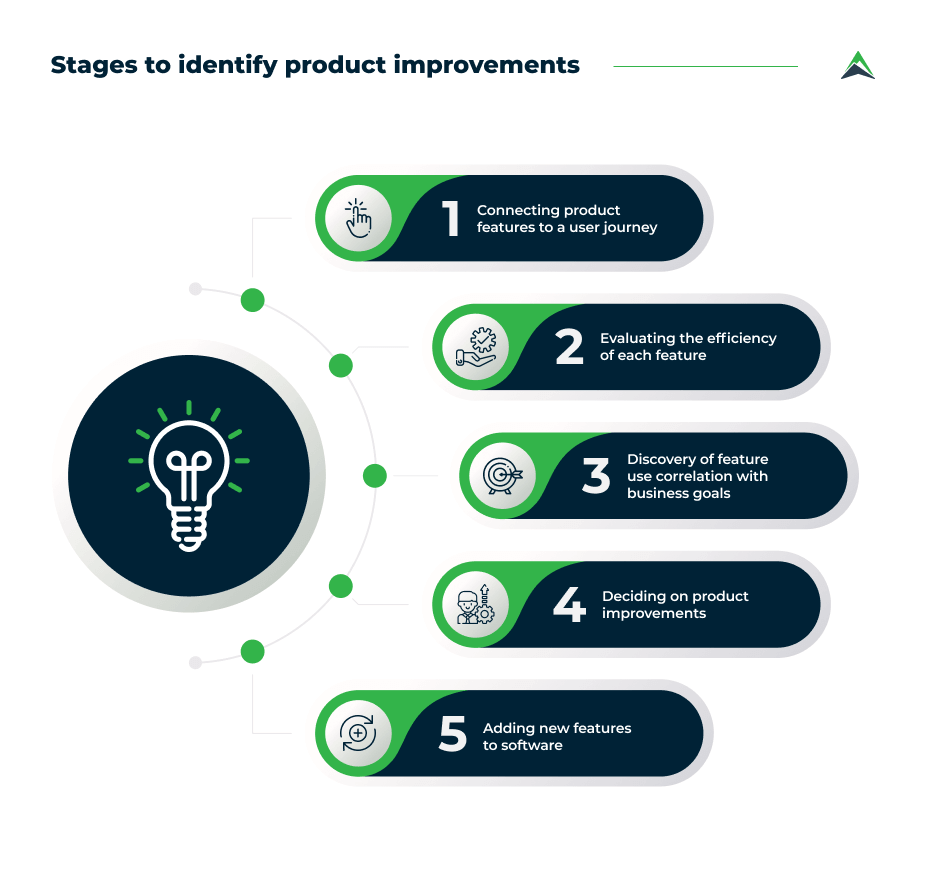 Stages to identify product improvements
1
Connecting product
features to a user journey
2
Evaluating the efficiency
of each feature
3
Discovery of feature
use correlation with
business goals
4
Deciding on product
improvements
5
Adding new features
to software